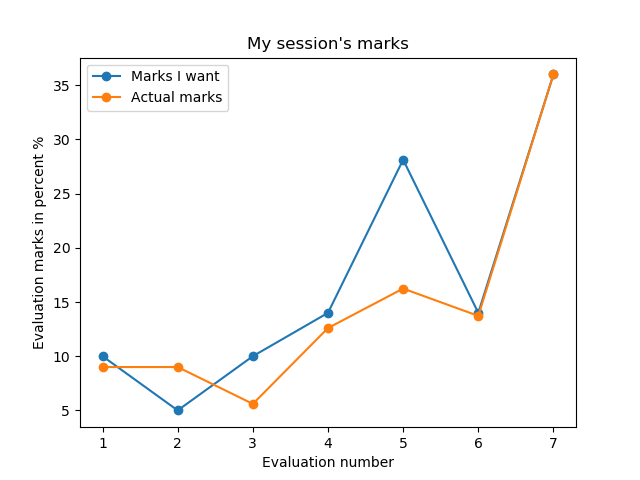 My session's marks
Marks I want
Actual marks
Evaluation marks in percent %
35
30
25
20
15
10
5
1 2 3 4 5 6 7
Evaluation number